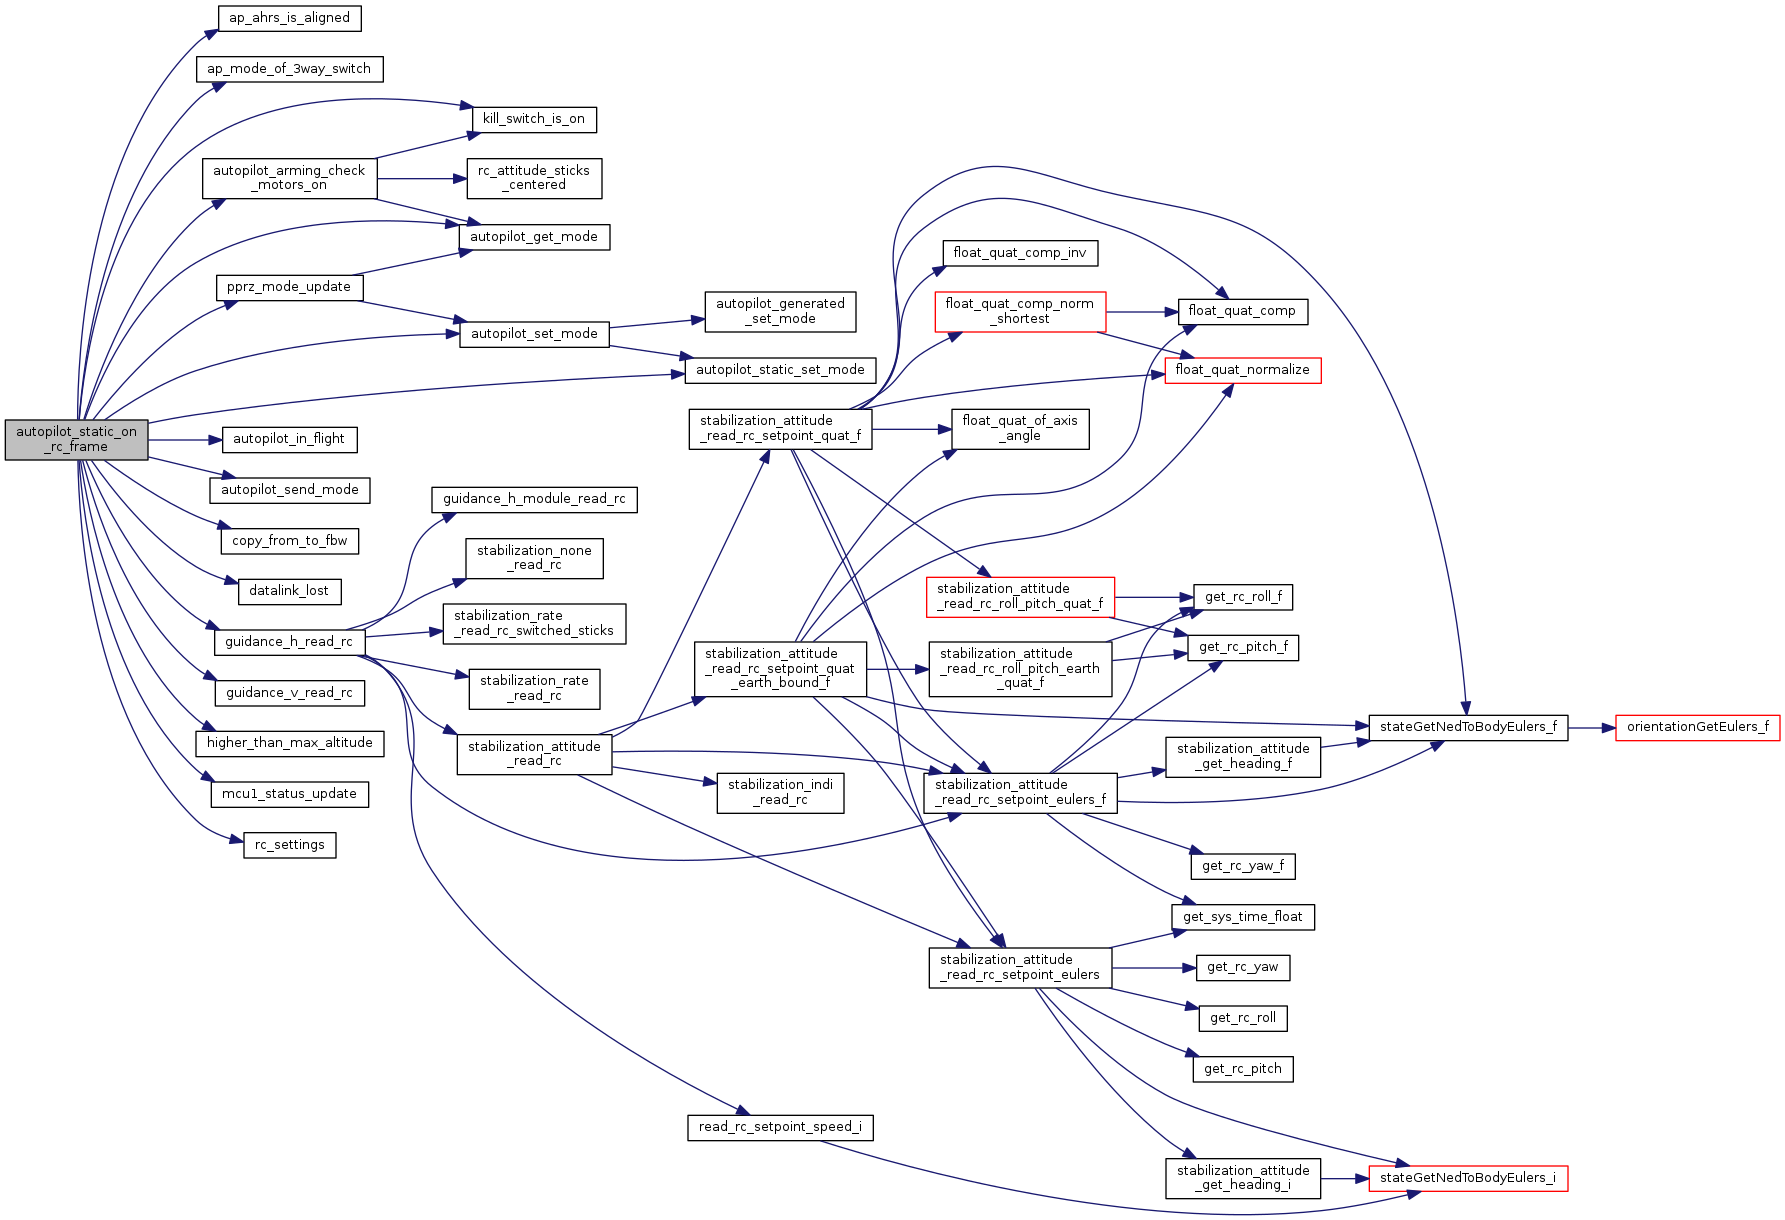 ap_ahrs_is_aligned
ap_mode_of_3way_switch
kill_switch_is_on
autopilot_arming_check
_motors_on
rc_attitude_sticks
_centered
autopilot_get_mode
pprz_mode_update
autopilot_set_mode
autopilot_generated
_set_mode
autopilot_static_set_mode
autopilot_static_on
_rc_frame
autopilot_in_flight
autopilot_send_mode
copy_from_to_fbw
datalink_lost
guidance_h_read_rc
guidance_v_read_rc
higher_than_max_altitude
mcu1_status_update
rc_settings
guidance_h_module_read_rc
stabilization_none
_read_rc
stabilization_rate
_read_rc_switched_sticks
stabilization_rate
_read_rc
stabilization_attitude
_read_rc
stabilization_attitude
_read_rc_setpoint_quat_f
stabilization_attitude
_read_rc_setpoint_quat
_earth_bound_f
stabilization_indi
_read_rc
read_rc_setpoint_speed_i
float_quat_comp_inv
float_quat_comp_norm
_shortest
float_quat_of_axis
_angle
stabilization_attitude
_read_rc_roll_pitch_quat_f
stabilization_attitude
_read_rc_roll_pitch_earth
_quat_f
stabilization_attitude
_read_rc_setpoint_eulers_f
stabilization_attitude
_read_rc_setpoint_eulers
float_quat_comp
float_quat_normalize
get_rc_roll_f
get_rc_pitch_f
stabilization_attitude
_get_heading_f
get_rc_yaw_f
get_sys_time_float
get_rc_yaw
get_rc_roll
get_rc_pitch
stabilization_attitude
_get_heading_i
stateGetNedToBodyEulers_f
stateGetNedToBodyEulers_i
orientationGetEulers_f